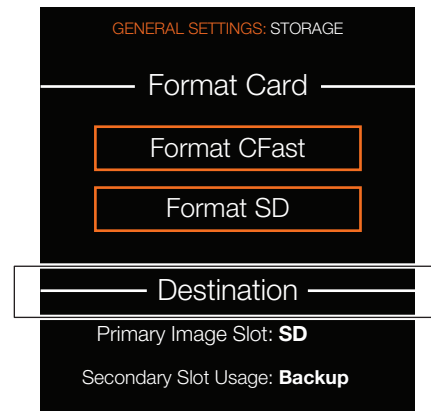 GENERAL SETTINGS: STORAGE
Format Card
Format CFast
Format SD
Destination
Primary Image Slot: SD
Secondary Slot Usage: Backup